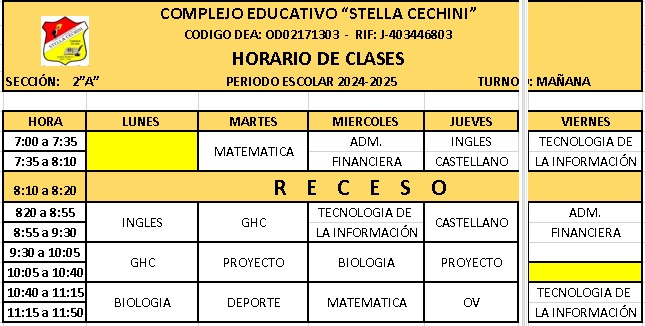 COMPLEJO EDUCATIVO “STELLA CECHINI”
CODIGO DEA: OD02171303 - RIF: J-403446803
HORARIO DE CLASES
SECCIÓN: 2”A” PERIODO ESCOLAR 2024-2025 TURNO: MAÑANA
HORA LUNES MARTES MIERCOLES JUEVES VIERNES
7:00 a 7:35 MATEMATICA ADM. INGLES TECNOLOGIA DE
7:35 a 8:10 FINANCIERA CASTELLANO LA INFORMACIÓN
8:10 a 8:20 R E C E S O
820 a 8:55 INGLES GHC TECNOLOGIA DE CASTELLANO ADM.
8:55 a 9:30 LA INFORMACIÓN FINANCIERA
9:30 a 10:05 GHC PROYECTO BIOLOGIA PROYECTO
10:05 a 10:40
10:40 a 11:15 BIOLOGIA DEPORTE MATEMATICA OV TECNOLOGIA DE
11:15 a 11:50 LA INFORMACIÓN